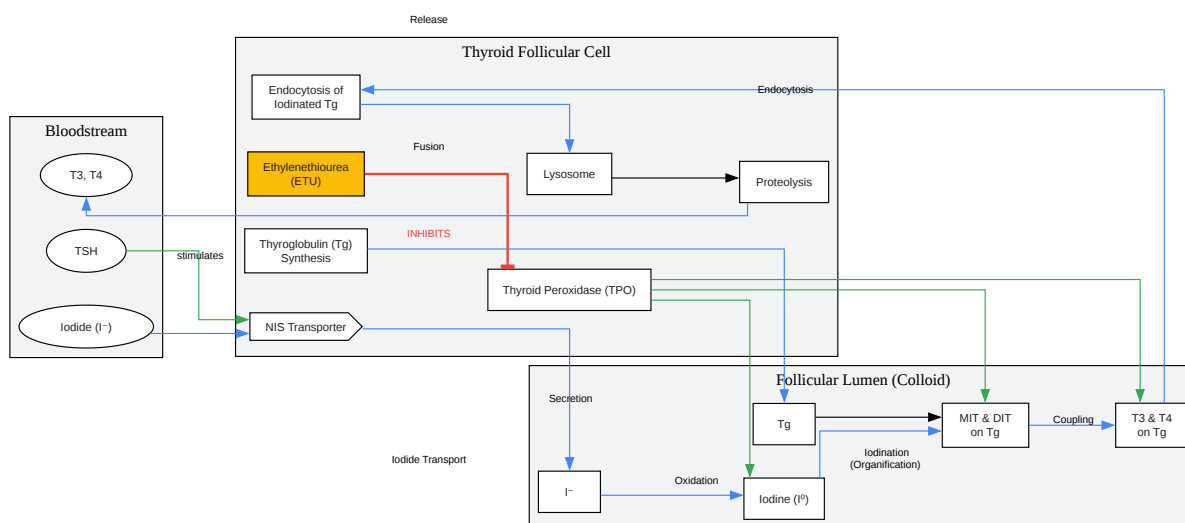 Release
Thyroid Follicular Cell
Endocytosis of
Iodinated Tg
Endocytosis
Bloodstream
T3, T4
Fusion
Ethylenethiourea
(ETU)
Lysosome
Proteolysis
TSH
stimulates
INHIBITS
Thyroglobulin (Tg)
Synthesis
Thyroid Peroxidase (TPO)
Iodide (I⁻)
NIS Transporter
Follicular Lumen (Colloid)
Secretion
Tg
MIT & DIT
on Tg
Coupling
T3 & T4
on Tg
Iodide Transport
Iodination
(Organification)
I⁻
Oxidation
Iodine (I⁰)